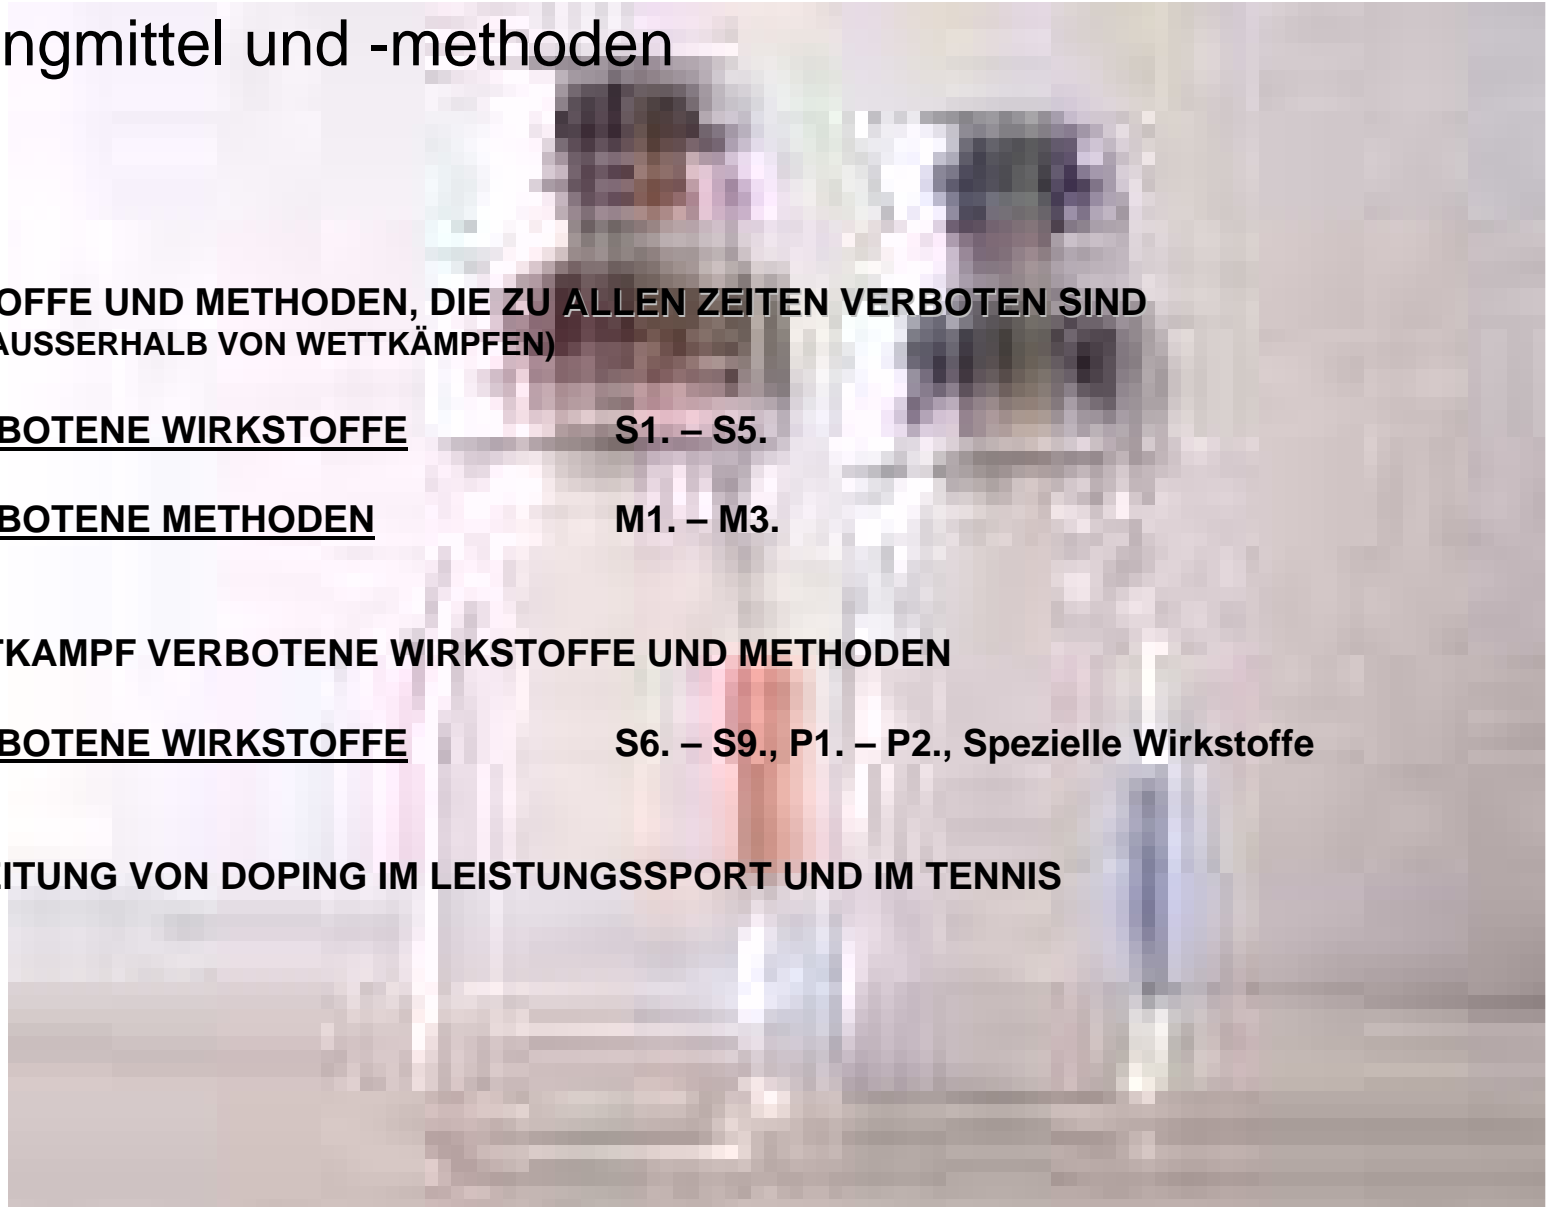 ngmittel und -methoden
OFFE UND METHODEN, DIE ZU ALLEN ZEITEN VERBOTEN SIND
AUSSERHALB VON WETTKÄMPFEN)
BOTENE WIRKSTOFFE S1. – S5.
BOTENE METHODEN M1. – M3.
TKAMPF VERBOTENE WIRKSTOFFE UND METHODEN
BOTENE WIRKSTOFFE S6. – S9., P1. – P2., Spezielle Wirkstoffe
EITUNG VON DOPING IM LEISTUNGSSPORT UND IM TENNIS